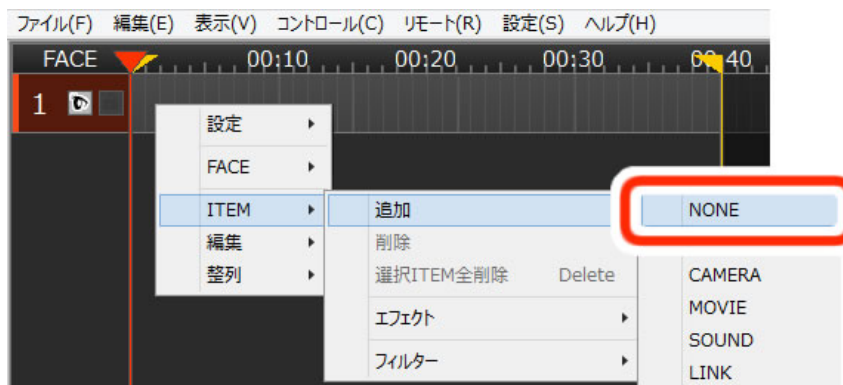 ファイル(F) 編集(E) 表示(V) コントロール(C) リモート(R) 設定(S) ヘルプ(H)
FACE 00:10 00:20 00:30 00:40
1
設定
FACE
ITEM 追加 NONE
編集 削除
整列 選択ITEM全削除 Delete CAMERA
MOVIE
エフェクト
SOUND
フィルター
LINK